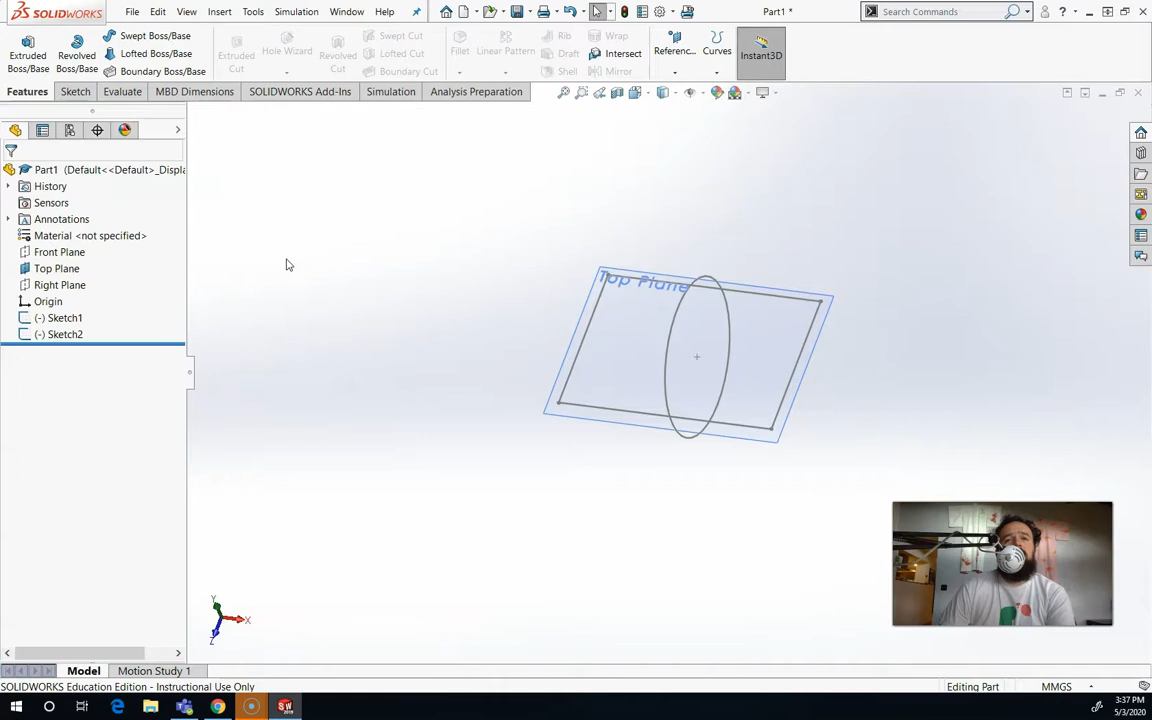 SOLIDWORKS File Edit View Insert Tools Simulation Window Help Part1 * Search Commands ?
Extruded Boss/Base
Revolved Boss/Base
Swept Boss/Base
Lofted Boss/Base
Boundary Boss/Base
Extruded Cut
Hole Wizard
Revolved Cut
Swept Cut
Lofted Cut
Boundary Cut
Fillet
Linear Pattern
Rib
Draft
Shell
Wrap
Intersect
Mirror
Referenc...
Curves
Instant3D
Features Sketch Evaluate MBD Dimensions SOLIDWORKS Add-Ins Simulation Analysis Preparation
Part1 (Default<<Default>_Displa
History
Sensors
Annotations
Material <not specified>
Front Plane
Top Plane
Right Plane
Origin
(-) Sketch1
(-) Sketch2
Top Plane
Y
X
Z
Model Motion Study 1
SOLIDWORKS Education Edition - Instructional Use Only Editing Part MMGS
SW 2019
3:37 PM
5/3/2020